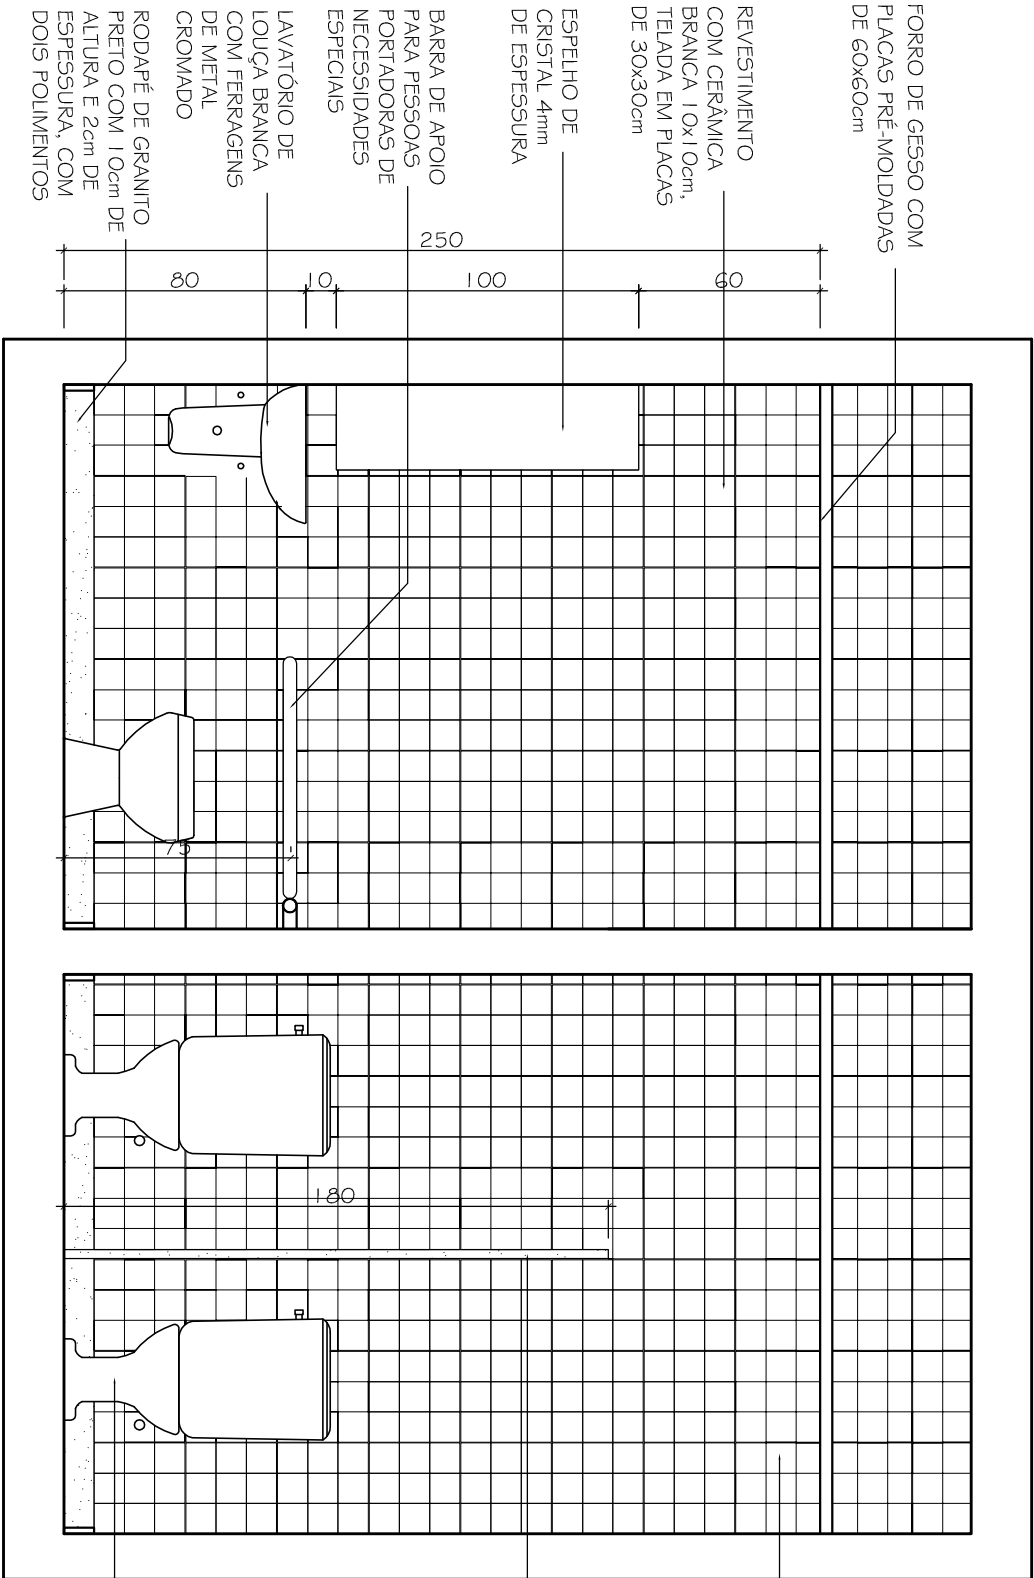 FORRO DE GESSO COM
PLACAS PRÉ-MOLDADAS
DE 60x60cm
REVESTIMENTO
COM CERÂMICA
BRANCA 10x10cm,
TELADA EM PLACAS
DE 30x30cm
ESPELHO DE
CRISTAL 4mm
DE ESPESSURA
BARRA DE APOIO
PARA PESSOAS
PORTADORAS DE
NECESSIDADES
ESPECIAIS
LAVATÓRIO DE
LOUÇA BRANCA
COM FERRAGENS
DE METAL
CROMADO
RODAPÉ DE GRANITO
PRETO COM 10cm DE
ALTURA E 2cm DE
ESPESSURA, COM
DOIS POLIMENTOS
250
60
100
10
80
75
180